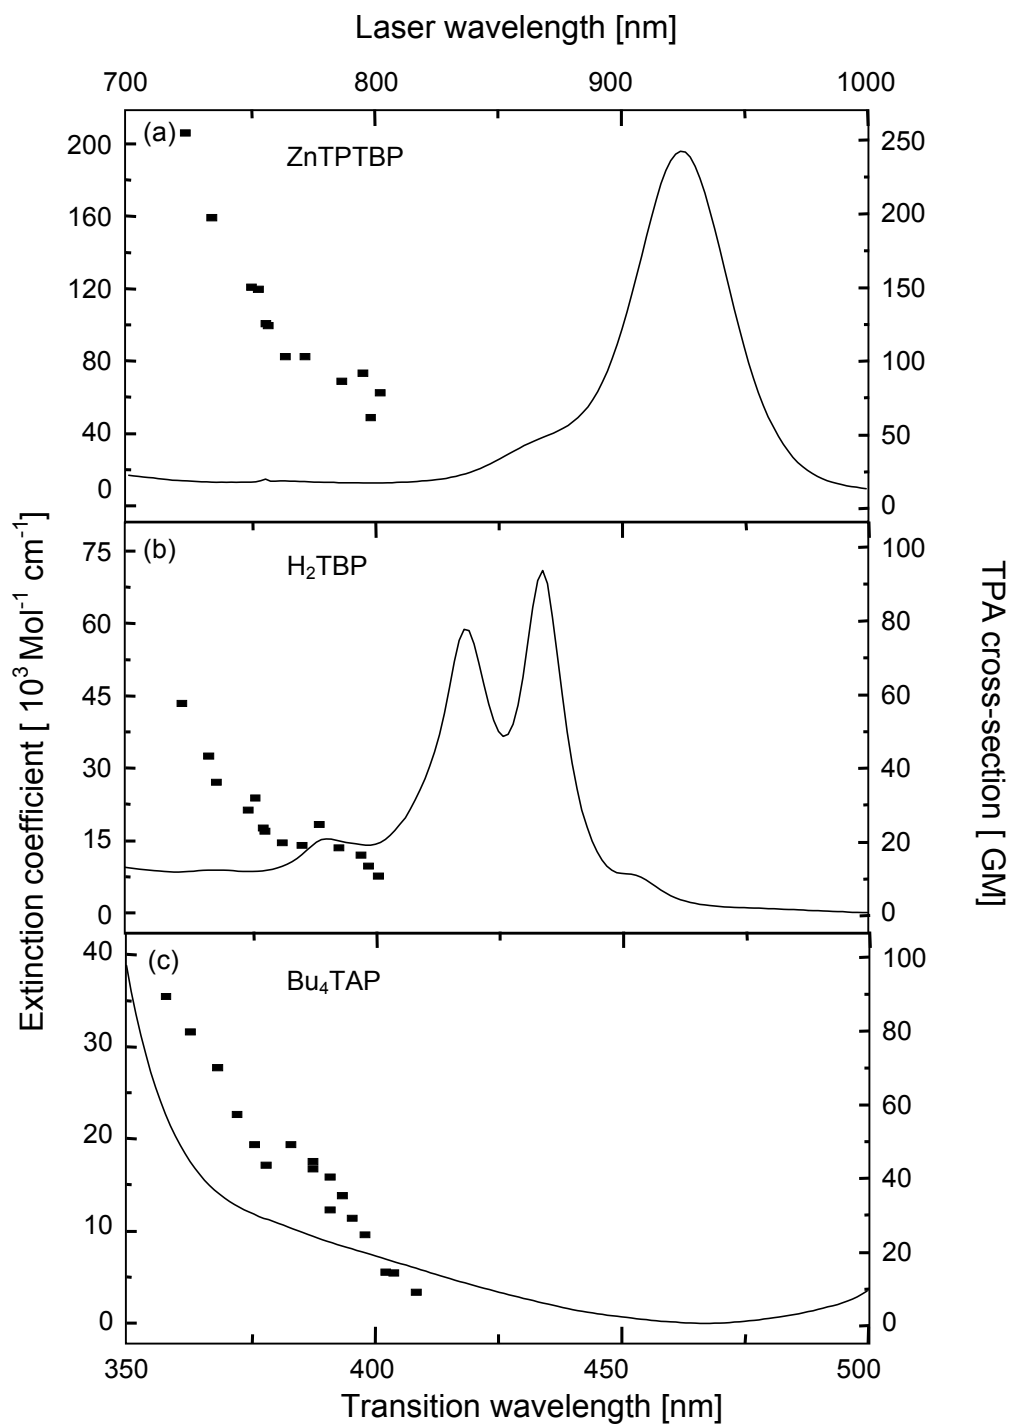 Laser wavelength [nm]
700 800 900 1000
(a) ZnTPTBP
200 250
160 200
120 150
80 100
40 50
0 0
(b) H₂TBP
75 100
60 80
45 60
30 40
15 20
0 0
(c) Bu₄TAP
40 100
30 80
20 60
10 40
0 20
0
Extinction coefficient [ 10³ Mol⁻¹ cm⁻¹]
TPA cross-section [ GM]
350 400 450 500
Transition wavelength [nm]